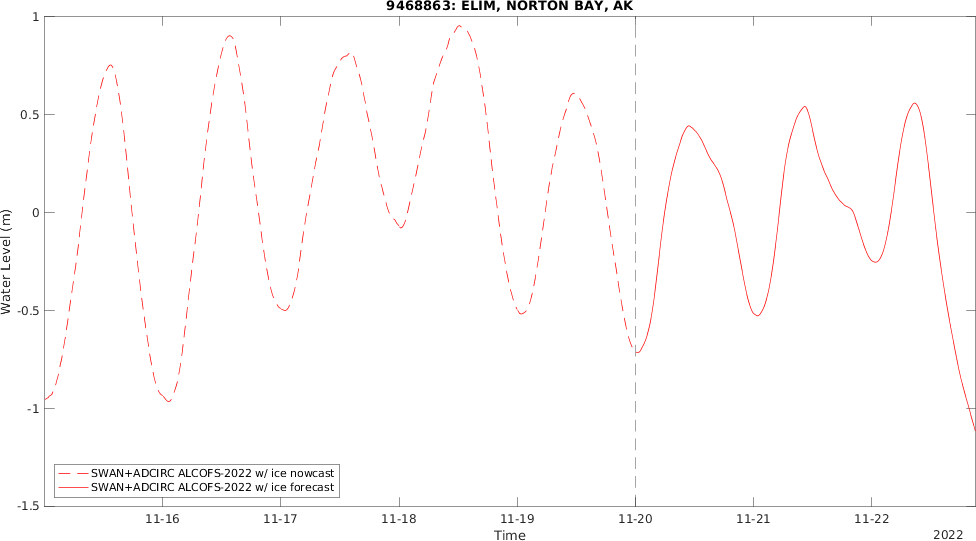 9468863: ELIM, NORTON BAY, AK
Water Level (m)
1
0.5
0
-0.5
-1
-1.5
SWAN+ADCIRC ALCOFS-2022 w/ ice nowcast
SWAN+ADCIRC ALCOFS-2022 w/ ice forecast
11-16 11-17 11-18 11-19 11-20 11-21 11-22
Time
2022